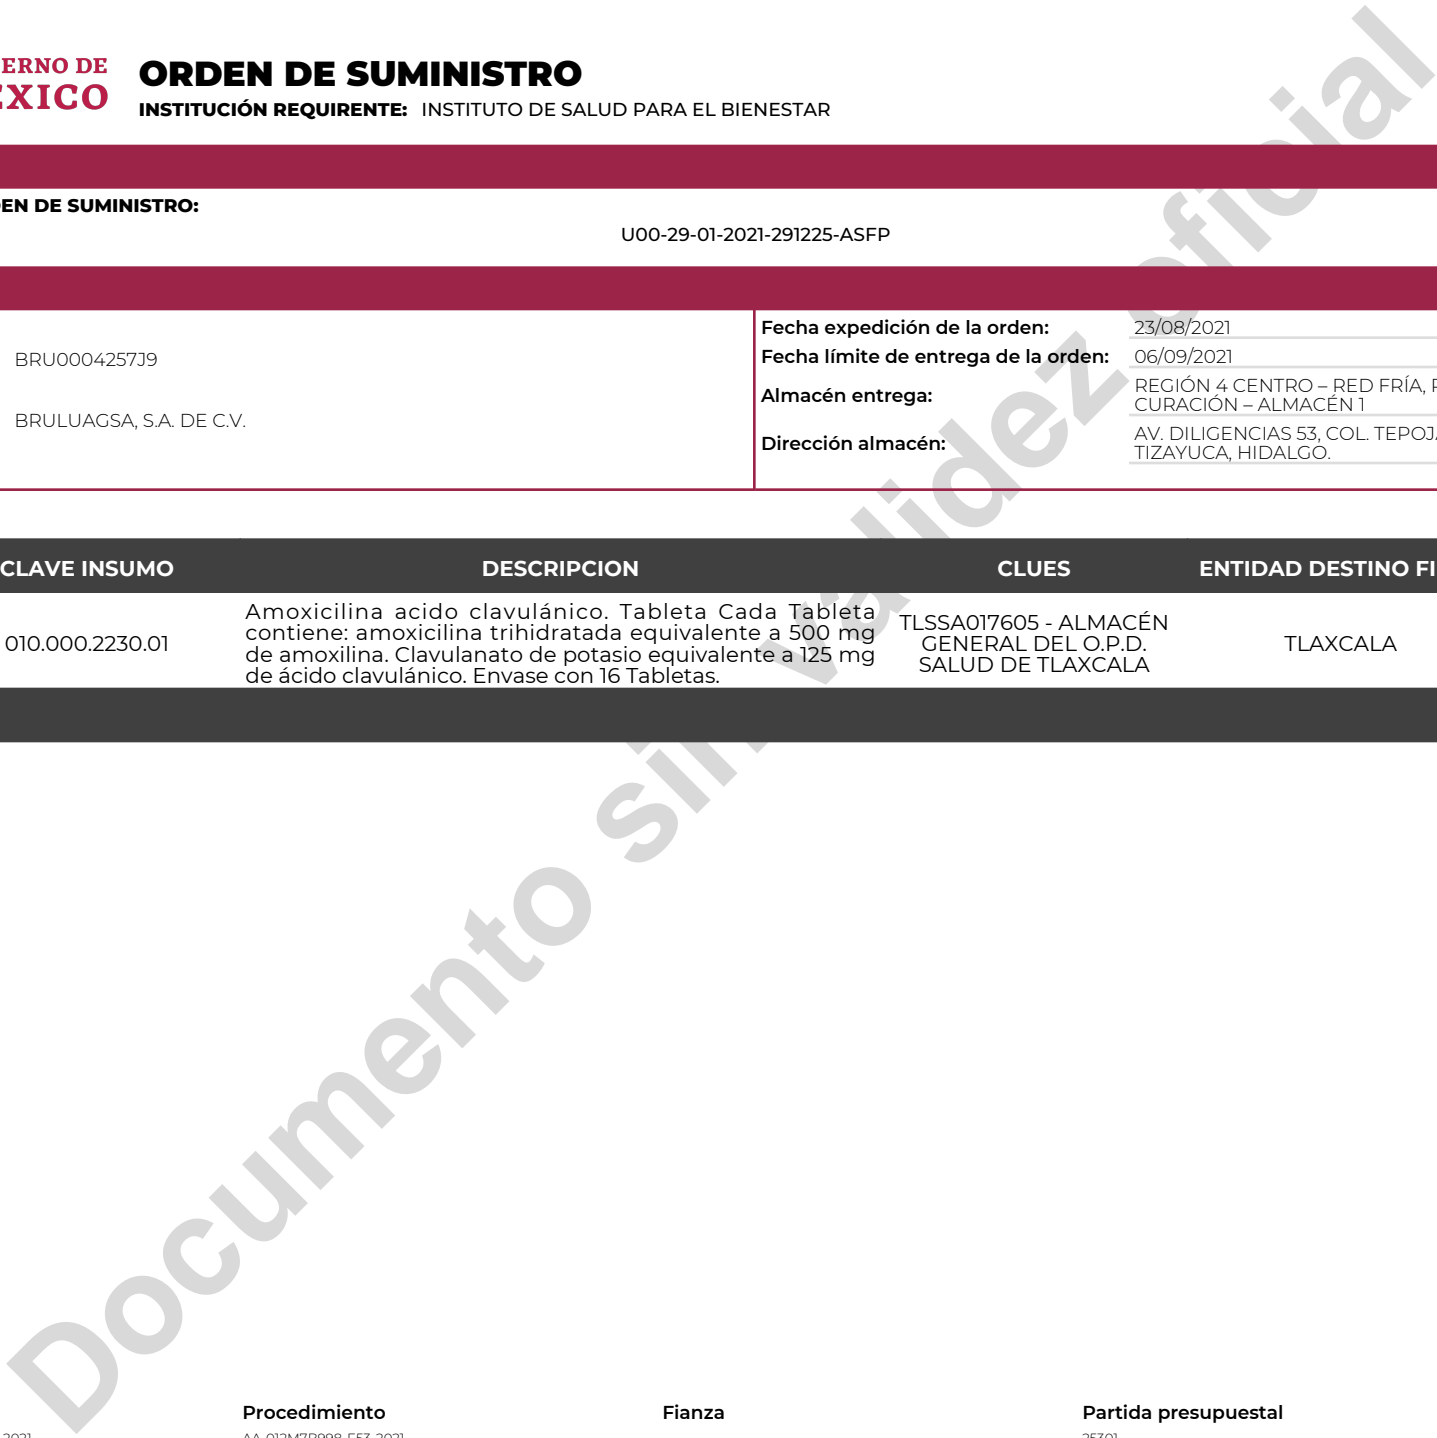 ERNO DE
ÉXICO
ORDEN DE SUMINISTRO
INSTITUCIÓN REQUIRENTE: INSTITUTO DE SALUD PARA EL BIENESTAR
EN DE SUMINISTRO:
U00-29-01-2021-291225-ASFP
BRU0004257J9
BRULUAGSA, S.A. DE C.V.
Fecha expedición de la orden: 23/08/2021
Fecha límite de entrega de la orden: 06/09/2021
Almacén entrega: REGIÓN 4 CENTRO – RED FRÍA,
CURACIÓN – ALMACÉN 1
Dirección almacén: AV. DILIGENCIAS 53, COL. TEPOJ
TIZAYUCA, HIDALGO.
CLAVE INSUMO DESCRIPCION CLUES ENTIDAD DESTINO FI
010.000.2230.01
Amoxicilina acido clavulánico. Tableta Cada Tableta
contiene: amoxicilina trihidratada equivalente a 500 mg
de amoxilina. Clavulanato de potasio equivalente a 125 mg
de ácido clavulánico. Envase con 16 Tabletas.
TLSSA017605 - ALMACÉN
GENERAL DEL O.P.D.
SALUD DE TLAXCALA
TLAXCALA
Documento sin validez oficial
Procedimiento Fianza Partida presupuestal